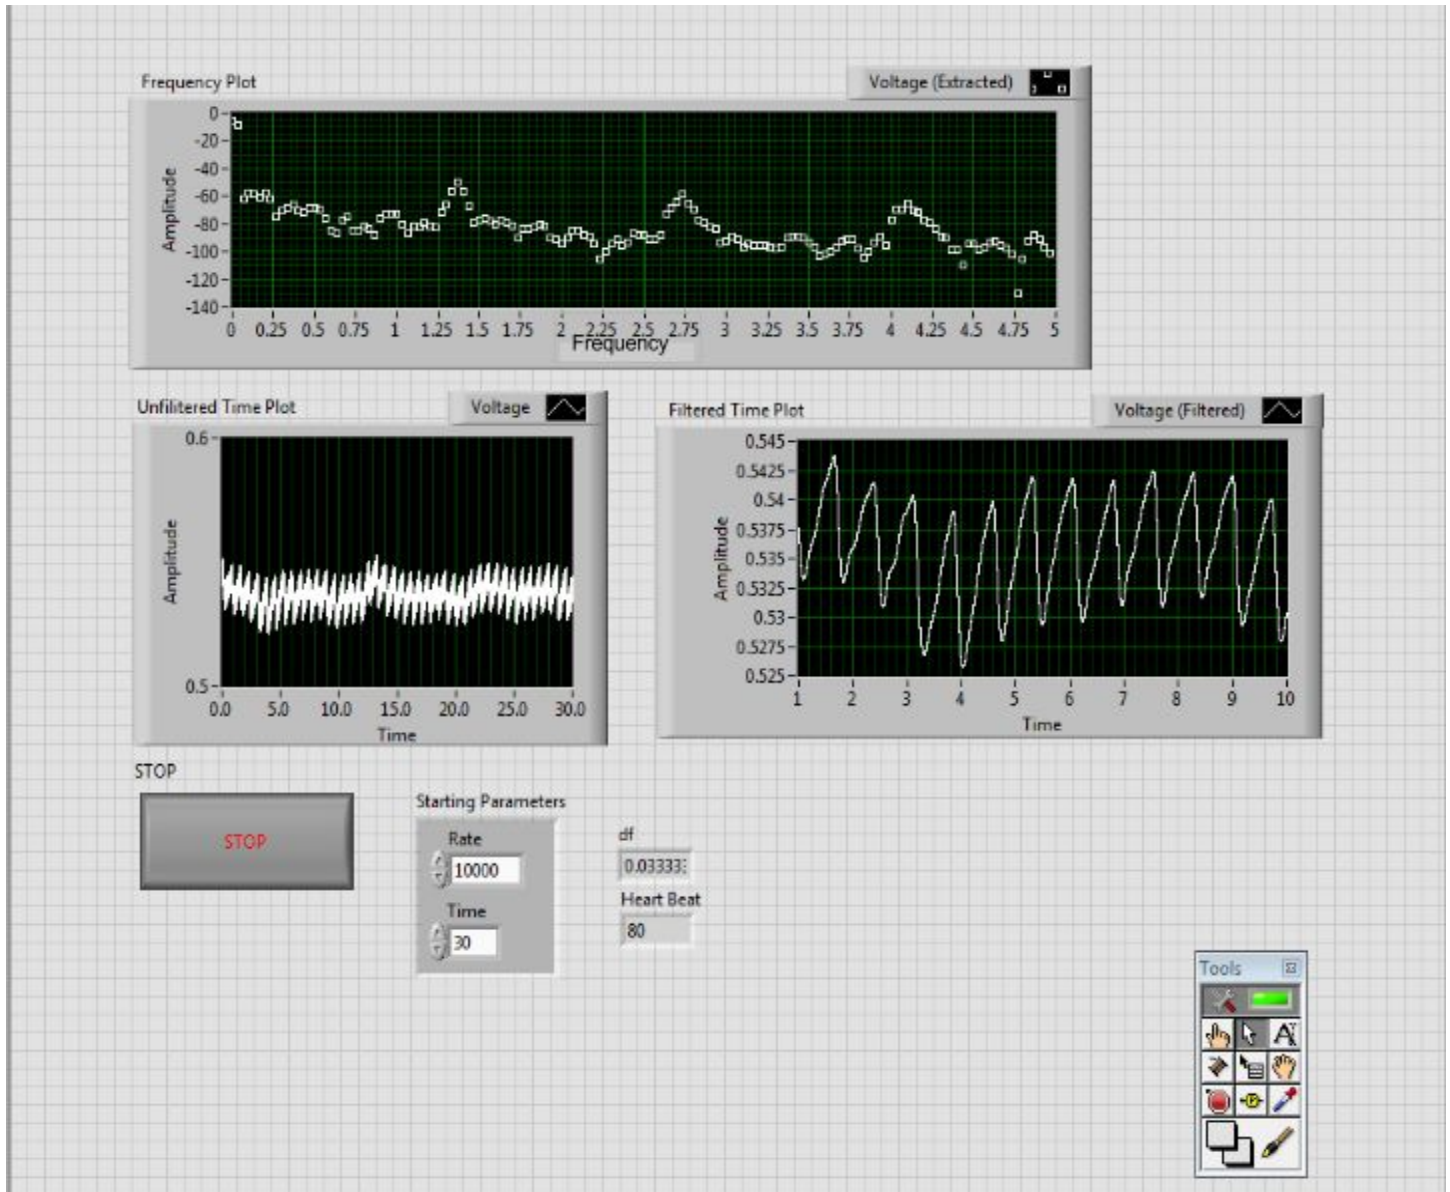 Frequency Plot
Voltage (Extracted)
0
-20
-40
-60
-80
-100
-120
-140
Amplitude
0 0.25 0.5 0.75 1 1.25 1.5 1.75 2 2.25 2.5 2.75 3 3.25 3.5 3.75 4 4.25 4.5 4.75 5
Frequency
Unfilitered Time Plot
Voltage
0.6
0.5
Amplitude
0.0 5.0 10.0 15.0 20.0 25.0 30.0
Time
Filtered Time Plot
Voltage (Filtered)
0.545
0.5425
0.54
0.5375
0.535
0.5325
0.53
0.5275
0.525
Amplitude
1 2 3 4 5 6 7 8 9 10
Time
STOP
STOP
Starting Parameters
Rate
10000
Time
30
df
0.03333
Heart Beat
80
Tools